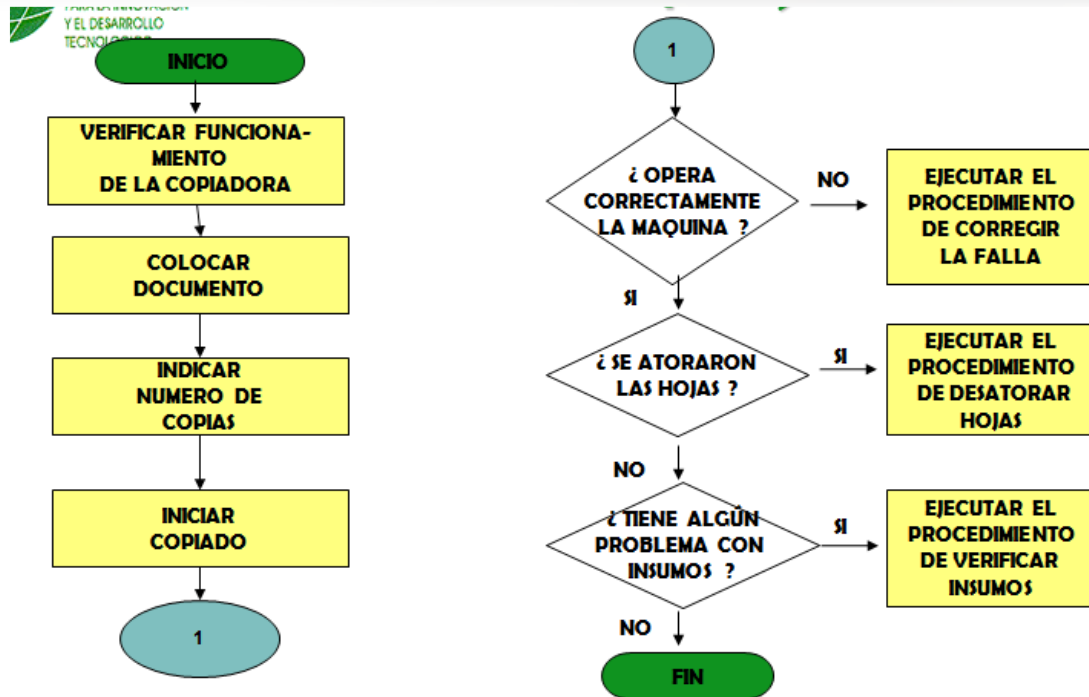 Y EL DESARROLLO
INICIO
VERIFICAR FUNCIONA-
MIENTO
DE LA COPIADORA
COLOCAR
DOCUMENTO
INDICAR
NUMERO DE
COPIAS
INICIAR
COPIADO
1
1
¿ OPERA
CORRECTAMENTE
LA MAQUINA ?
NO
EJECUTAR EL
PROCEDIMIENTO
DE CORREGIR
LA FALLA
SI
¿ SE ATORARON
LAS HOJAS ?
SI
EJECUTAR EL
PROCEDIMIENTO
DE DESATORAR
HOJAS
NO
¿ TIENE ALGÚN
PROBLEMA CON
INSUMOS ?
SI
EJECUTAR EL
PROCEDIMIENTO
DE VERIFICAR
INSUMOS
NO
FIN